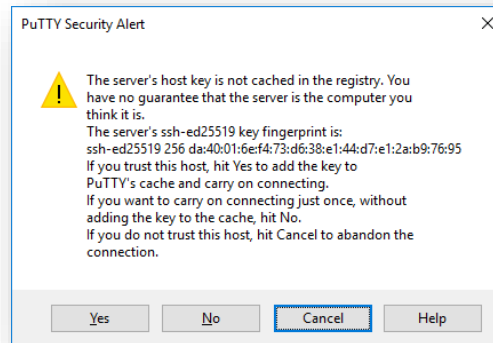 PuTTY Security Alert
The server's host key is not cached in the registry. You
have no guarantee that the server is the computer you
think it is.
The server's ssh-ed25519 key fingerprint is:
ssh-ed25519 256 da:40:01:6e:f4:73:d6:38:e1:44:d7:e1:2a:b9:76:95
If you trust this host, hit Yes to add the key to
PuTTY's cache and carry on connecting.
If you want to carry on connecting just once, without
adding the key to the cache, hit No.
If you do not trust this host, hit Cancel to abandon the
connection.
Yes No Cancel Help